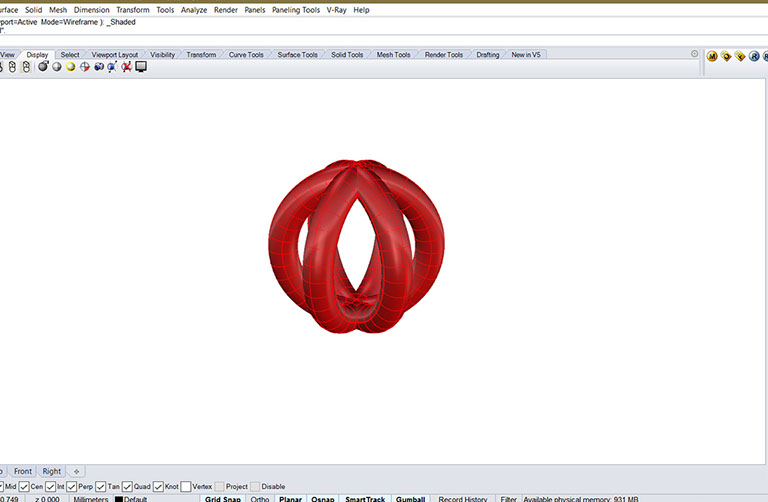 urface Solid Mesh Dimension Transform Tools Analyze Render Panels Paneling Tools V-Ray Help
port=Active Mode=Wireframe ): _Shaded
View Display Select Viewport Layout Visibility Transform Curve Tools Surface Tools Solid Tools Mesh Tools Render Tools Drafting New in V5
Front Right
Mid Cen Int Perp Tan Quad Knot Vertex Project Disable
0.749 z 0.000 Millimeters Default Grid Snap Ortho Planar Osnap SmartTrack Gumball Record History Filter Available physical memory: 931 MB